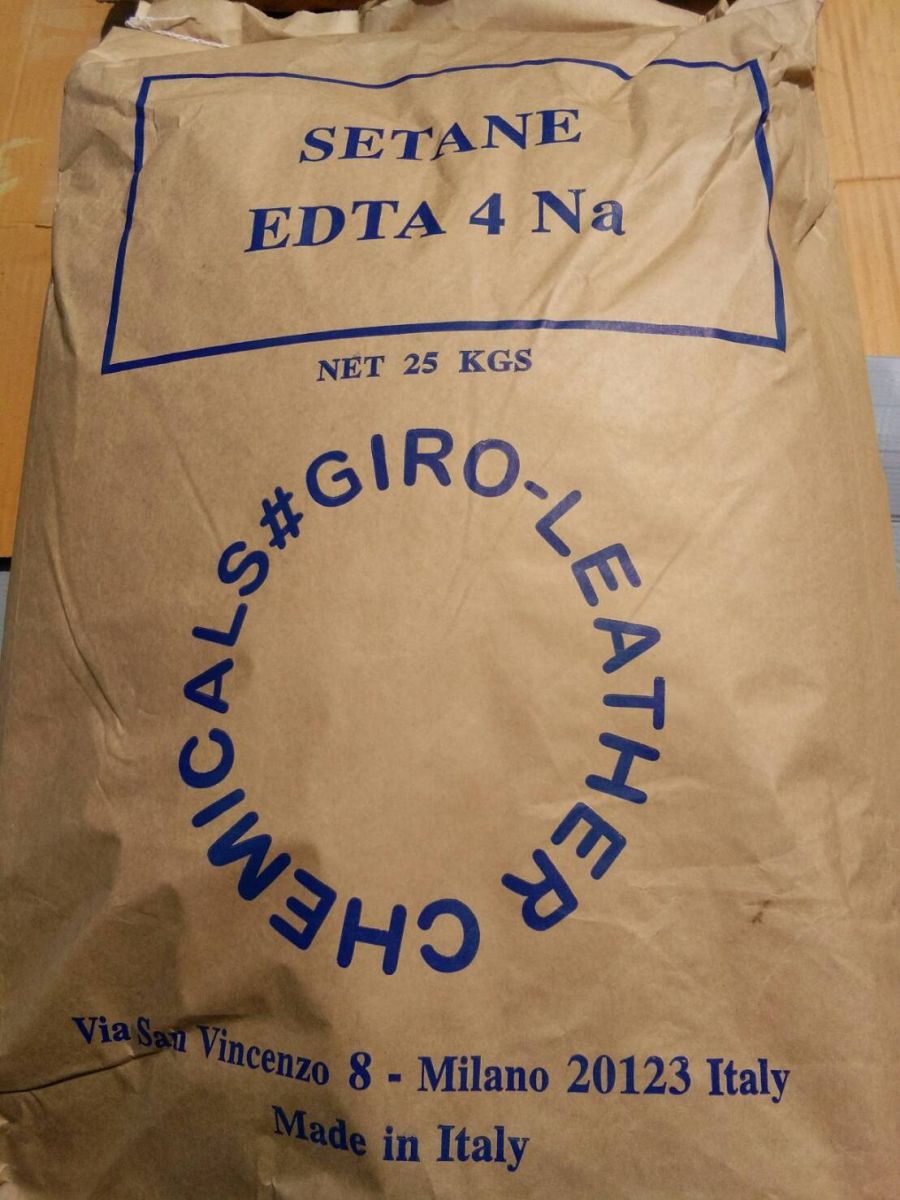 SETANE
EDTA 4 Na
NET 25 KGS
GIRO-LEATHER CHEMICALS#
Via San Vincenzo 8 - Milano 20123 Italy
Made in Italy